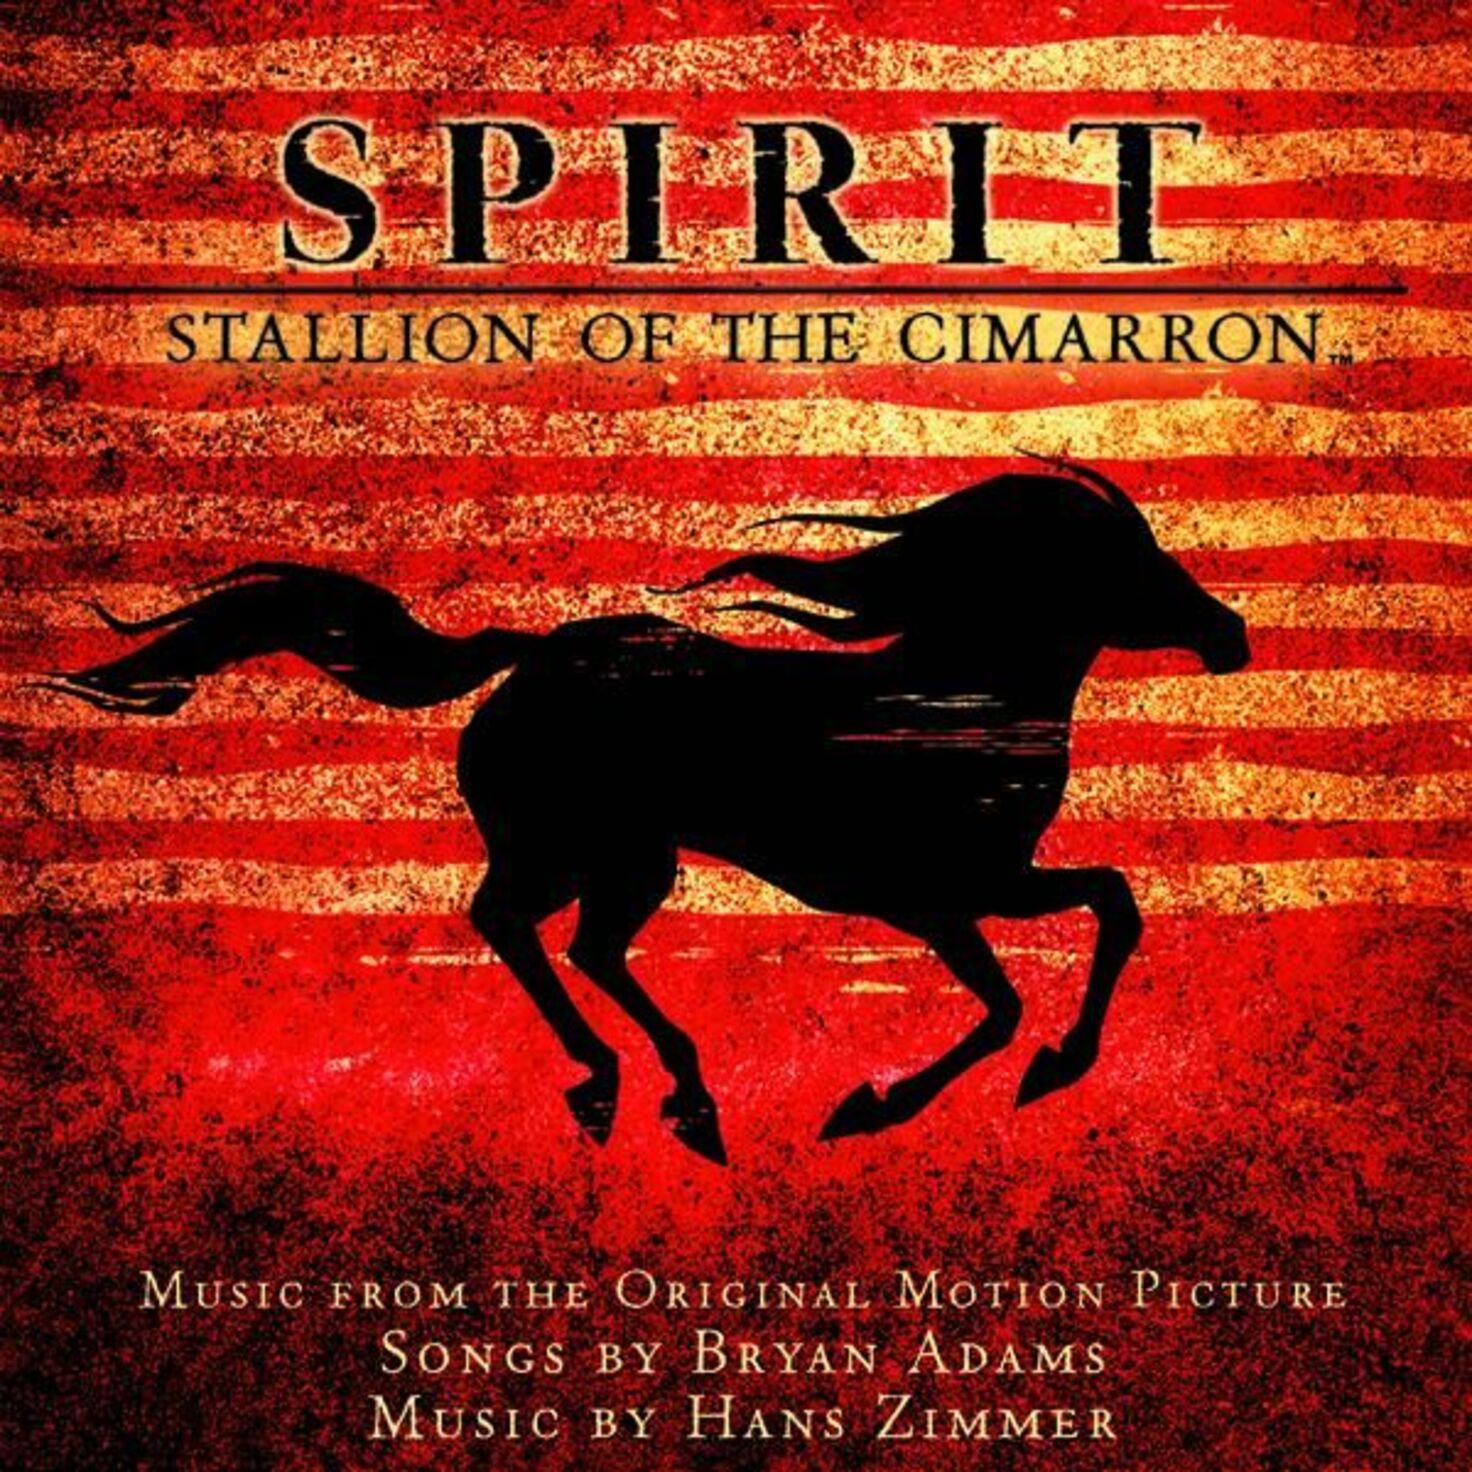 SPIRIT
STALLION OF THE CIMARRON™
MUSIC FROM THE ORIGINAL MOTION PICTURE
SONGS BY BRYAN ADAMS
MUSIC BY HANS ZIMMER